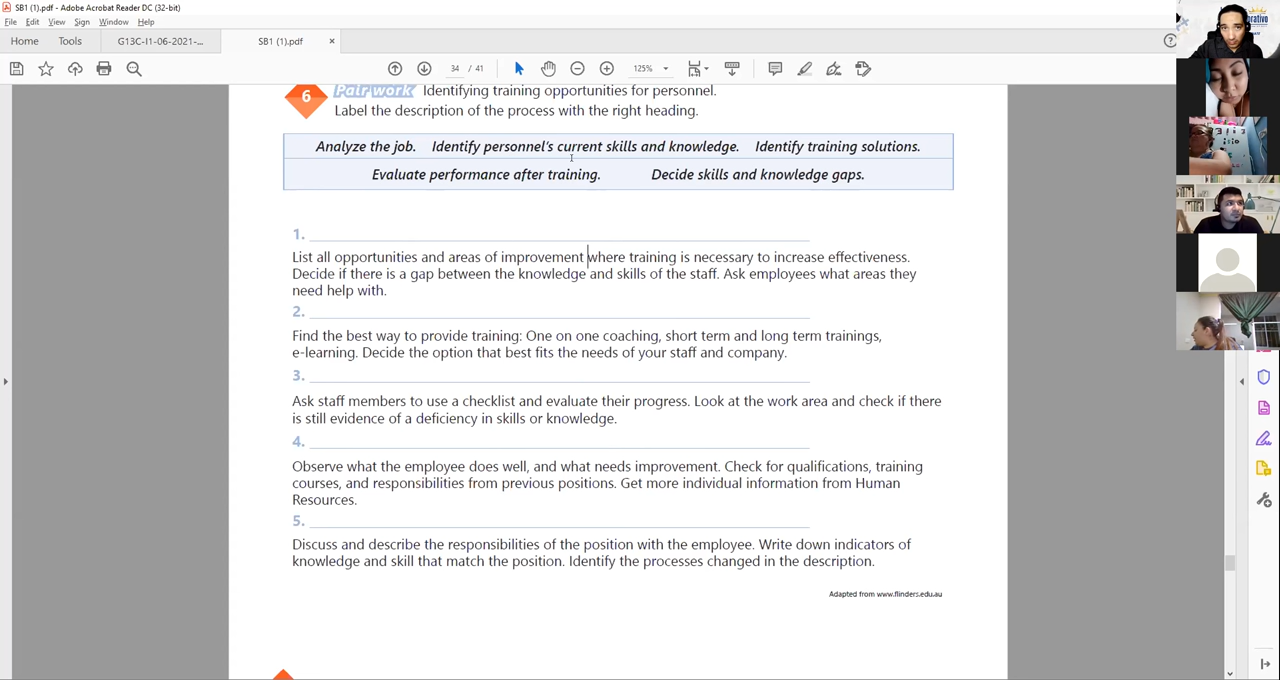 SB1 (1).pdf - Adobe Acrobat Reader DC (32-bit)
File Edit View Sign Window Help
Home Tools G13C-I1-06-2021-... SB1 (1).pdf ×
34 / 41 125%
6 Pair work Identifying training opportunities for personnel.
Label the description of the process with the right heading.
Analyze the job. Identify personnel's current skills and knowledge. Identify training solutions.
Evaluate performance after training. Decide skills and knowledge gaps.
1.
List all opportunities and areas of improvement where training is necessary to increase effectiveness.
Decide if there is a gap between the knowledge and skills of the staff. Ask employees what areas they
need help with.
2.
Find the best way to provide training: One on one coaching, short term and long term trainings,
e-learning. Decide the option that best fits the needs of your staff and company.
3.
Ask staff members to use a checklist and evaluate their progress. Look at the work area and check if there
is still evidence of a deficiency in skills or knowledge.
4.
Observe what the employee does well, and what needs improvement. Check for qualifications, training
courses, and responsibilities from previous positions. Get more individual information from Human
Resources.
5.
Discuss and describe the responsibilities of the position with the employee. Write down indicators of
knowledge and skill that match the position. Identify the processes changed in the description.
Adapted from www.flinders.edu.au